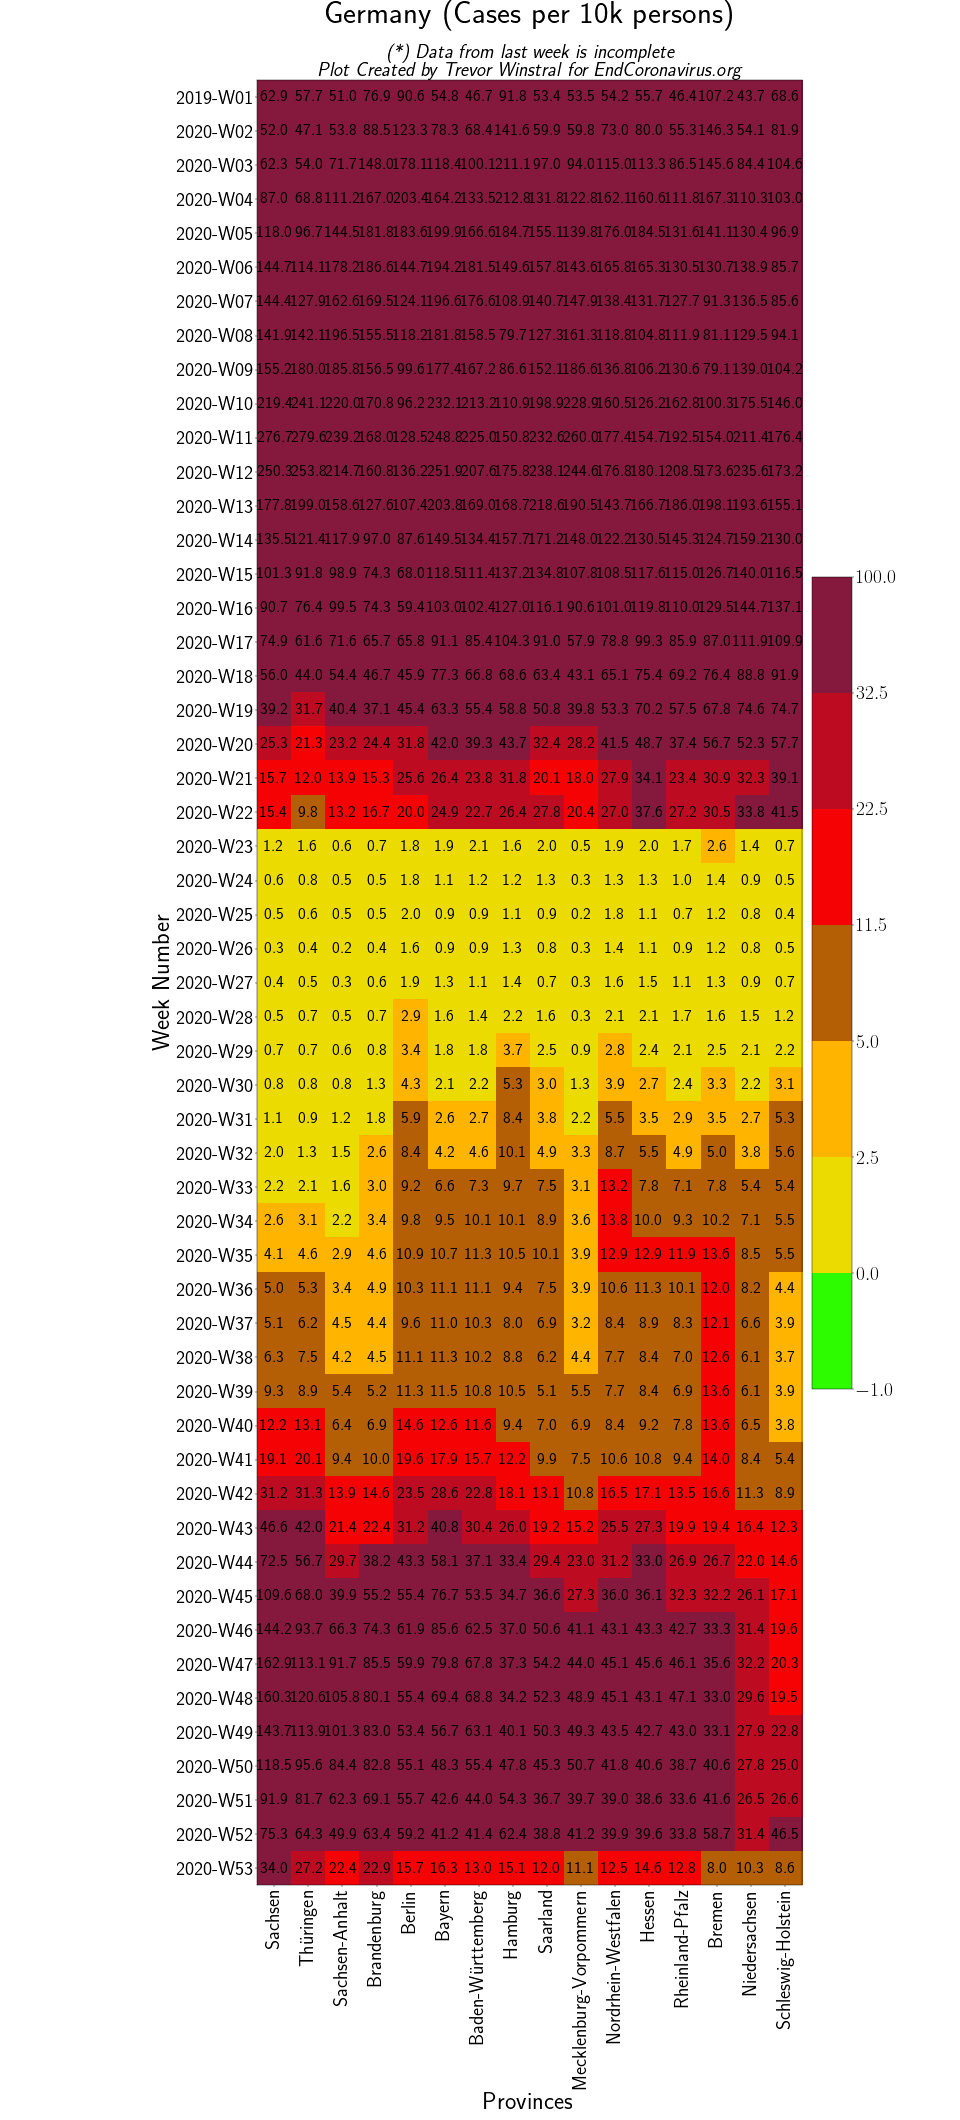 Germany (Cases per 10k persons)
(*) Data from last week is incomplete
Plot Created by Trevor Winstral for EndCoronavirus.org
2019-W01 62.9 57.7 51.0 76.9 90.6 54.8 46.7 91.8 53.4 53.5 54.2 55.7 46.4 107.2 43.7 68.6
2020-W02 52.0 47.1 53.8 88.5 123.3 78.3 68.4 141.6 59.9 59.8 73.0 80.0 55.3 146.3 54.1 81.9
2020-W03 62.3 54.0 71.7 148.0 178.1 118.4 100.1 211.1 97.0 94.0 115.0 113.3 86.5 145.6 84.4 104.6
2020-W04 87.0 68.8 111.2 167.0 203.4 164.2 133.5 212.8 131.8 122.8 162.1 160.6 111.8 167.3 110.3 103.0
2020-W05 118.0 96.7 144.5 181.8 183.6 199.9 166.6 184.7 155.1 139.8 176.0 184.5 131.6 141.1 130.4 96.9
2020-W06 144.7 114.1 178.2 186.6 144.7 194.2 181.5 149.6 157.8 143.6 165.8 165.3 130.5 130.7 138.9 85.7
2020-W07 144.4 127.9 162.6 169.5 124.1 196.6 176.6 108.9 140.7 147.9 138.4 131.7 127.7 91.3 136.5 85.6
2020-W08 141.9 142.1 196.5 155.5 118.2 181.8 158.5 79.7 127.3 161.3 118.8 104.8 111.9 81.1 129.5 94.1
2020-W09 155.2 180.0 185.8 156.5 99.6 177.4 167.2 86.6 152.1 186.6 136.8 106.2 130.6 79.1 139.0 104.2
2020-W10 219.4 241.1 220.0 170.8 96.2 232.1 213.2 110.9 198.9 228.9 160.5 126.2 162.8 100.3 175.5 146.0
2020-W11 276.7 279.6 239.2 168.0 128.5 248.8 225.0 150.8 232.6 260.0 177.4 154.7 192.5 154.0 211.4 176.4
2020-W12 250.3 253.8 214.7 160.8 136.2 251.9 207.6 175.8 238.1 244.6 176.8 180.1 208.5 173.6 235.6 173.2
2020-W13 177.8 199.0 158.6 127.6 107.4 203.8 169.0 168.7 218.6 190.5 143.7 166.7 186.0 198.1 193.6 155.1
2020-W14 135.5 121.4 117.9 97.0 87.6 149.5 134.4 157.7 171.2 148.0 122.2 130.5 145.3 124.7 159.2 130.0
2020-W15 101.3 91.8 98.9 74.3 68.0 118.5 111.4 137.2 134.8 107.8 108.5 117.6 115.0 126.7 140.0 116.5
2020-W16 90.7 76.4 99.5 74.3 59.4 103.0 102.4 127.0 116.1 90.6 101.0 119.8 110.0 129.5 144.7 137.1
2020-W17 74.9 61.6 71.6 65.7 65.8 91.1 85.4 104.3 91.0 57.9 78.8 99.3 85.9 87.0 111.9 109.9
2020-W18 56.0 44.0 54.4 46.7 45.9 77.3 66.8 68.6 63.4 43.1 65.1 75.4 69.2 76.4 88.8 91.9
2020-W19 39.2 31.7 40.4 37.1 45.4 63.3 55.4 58.8 50.8 39.8 53.3 70.2 57.5 67.8 74.6 74.7
2020-W20 25.3 21.3 23.2 24.4 31.8 42.0 39.3 43.7 32.4 28.2 41.5 48.7 37.4 56.7 52.3 57.7
2020-W21 15.7 12.0 13.9 15.3 25.6 26.4 23.8 31.8 20.1 18.0 27.9 34.1 23.4 30.9 32.3 39.1
2020-W22 15.4 9.8 13.2 16.7 20.0 24.9 22.7 26.4 27.8 20.4 27.0 37.6 27.2 30.5 33.8 41.5
2020-W23 1.2 1.6 0.6 0.7 1.8 1.9 2.1 1.6 2.0 0.5 1.9 2.0 1.7 2.6 1.4 0.7
2020-W24 0.6 0.8 0.5 0.5 1.8 1.1 1.2 1.2 1.3 0.3 1.3 1.3 1.0 1.4 0.9 0.5
2020-W25 0.5 0.6 0.5 0.5 2.0 0.9 0.9 1.1 0.9 0.2 1.8 1.1 0.7 1.2 0.8 0.4
2020-W26 0.3 0.4 0.2 0.4 1.6 0.9 0.9 1.3 0.8 0.3 1.4 1.1 0.9 1.2 0.8 0.5
2020-W27 0.4 0.5 0.3 0.6 1.9 1.3 1.1 1.4 0.7 0.3 1.6 1.5 1.1 1.3 0.9 0.7
2020-W28 0.5 0.7 0.5 0.7 2.9 1.6 1.4 2.2 1.6 0.3 2.1 2.1 1.7 1.6 1.5 1.2
2020-W29 0.7 0.7 0.6 0.8 3.4 1.8 1.8 3.7 2.5 0.9 2.8 2.4 2.1 2.5 2.1 2.2
2020-W30 0.8 0.8 0.8 1.3 4.3 2.1 2.2 5.3 3.0 1.3 3.9 2.7 2.4 3.3 2.2 3.1
2020-W31 1.1 0.9 1.2 1.8 5.9 2.6 2.7 8.4 3.8 2.2 5.5 3.5 2.9 3.5 2.7 5.3
2020-W32 2.0 1.3 1.5 2.6 8.4 4.2 4.6 10.1 4.9 3.3 8.7 5.5 4.9 5.0 3.8 5.6
2020-W33 2.2 2.1 1.6 3.0 9.2 6.6 7.3 9.7 7.5 3.1 13.2 7.8 7.1 7.8 5.4 5.4
2020-W34 2.6 3.1 2.2 3.4 9.8 9.5 10.1 10.1 8.9 3.6 13.8 10.0 9.3 10.2 7.1 5.5
2020-W35 4.1 4.6 2.9 4.6 10.9 10.7 11.3 10.5 10.1 3.9 12.9 12.9 11.9 13.6 8.5 5.5
2020-W36 5.0 5.3 3.4 4.9 10.3 11.1 11.1 9.4 7.5 3.9 10.6 11.3 10.1 12.0 8.2 4.4
2020-W37 5.1 6.2 4.5 4.4 9.6 11.0 10.3 8.0 6.9 3.2 8.4 8.9 8.3 12.1 6.6 3.9
2020-W38 6.3 7.5 4.2 4.5 11.1 11.3 10.2 8.8 6.2 4.4 7.7 8.4 7.0 12.6 6.1 3.7
2020-W39 9.3 8.9 5.4 5.2 11.3 11.5 10.8 10.5 5.1 5.5 7.7 8.4 6.9 13.6 6.1 3.9
2020-W40 12.2 13.1 6.4 6.9 14.6 12.6 11.6 9.4 7.0 6.9 8.4 9.2 7.8 13.6 6.5 3.8
2020-W41 19.1 20.1 9.4 10.0 19.6 17.9 15.7 12.2 9.9 7.5 10.6 10.8 9.4 14.0 8.4 5.4
2020-W42 31.2 31.3 13.9 14.6 23.5 28.6 22.8 18.1 13.1 10.8 16.5 17.1 13.5 16.6 11.3 8.9
2020-W43 46.6 42.0 21.4 22.4 31.2 40.8 30.4 26.0 19.2 15.2 25.5 27.3 19.9 19.4 16.4 12.3
2020-W44 72.5 56.7 29.7 38.2 43.3 58.1 37.1 33.4 29.4 23.0 31.2 33.0 26.9 26.7 22.0 14.6
2020-W45 109.6 68.0 39.9 55.2 55.4 76.7 53.5 34.7 36.6 27.3 36.0 36.1 32.3 32.2 26.1 17.1
2020-W46 144.2 93.7 66.3 74.3 61.9 85.6 62.5 37.0 50.6 41.1 43.1 43.3 42.7 33.3 31.4 19.6
2020-W47 162.9 113.1 91.7 85.5 59.9 79.8 67.8 37.3 54.2 44.0 45.1 45.6 46.1 35.6 32.2 20.3
2020-W48 160.3 120.6 105.8 80.1 55.4 69.4 68.8 34.2 52.3 48.9 45.1 43.1 47.1 33.0 29.6 19.5
2020-W49 143.7 113.9 101.3 83.0 53.4 56.7 63.1 40.1 50.3 49.3 43.5 42.7 43.0 33.1 27.9 22.8
2020-W50 118.5 95.6 84.4 82.8 55.1 48.3 55.4 47.8 45.3 50.7 41.8 40.6 38.7 40.6 27.8 25.0
2020-W51 91.9 81.7 62.3 69.1 55.7 42.6 44.0 54.3 36.7 39.7 39.0 38.6 33.6 41.6 26.5 26.6
2020-W52 75.3 64.3 49.9 63.4 59.2 41.2 41.4 62.4 38.8 41.2 39.9 39.6 33.8 58.7 31.4 46.5
2020-W53 34.0 27.2 22.4 22.9 15.7 16.3 13.0 15.1 12.0 11.1 12.5 14.6 12.8 8.0 10.3 8.6
Week Number
Sachsen
Thüringen
Sachsen-Anhalt
Brandenburg
Berlin
Bayern
Baden-Württemberg
Hamburg
Saarland
Mecklenburg-Vorpommern
Nordrhein-Westfalen
Hessen
Rheinland-Pfalz
Bremen
Niedersachsen
Schleswig-Holstein
Provinces
100.0
32.5
22.5
11.5
5.0
2.5
0.0
−1.0